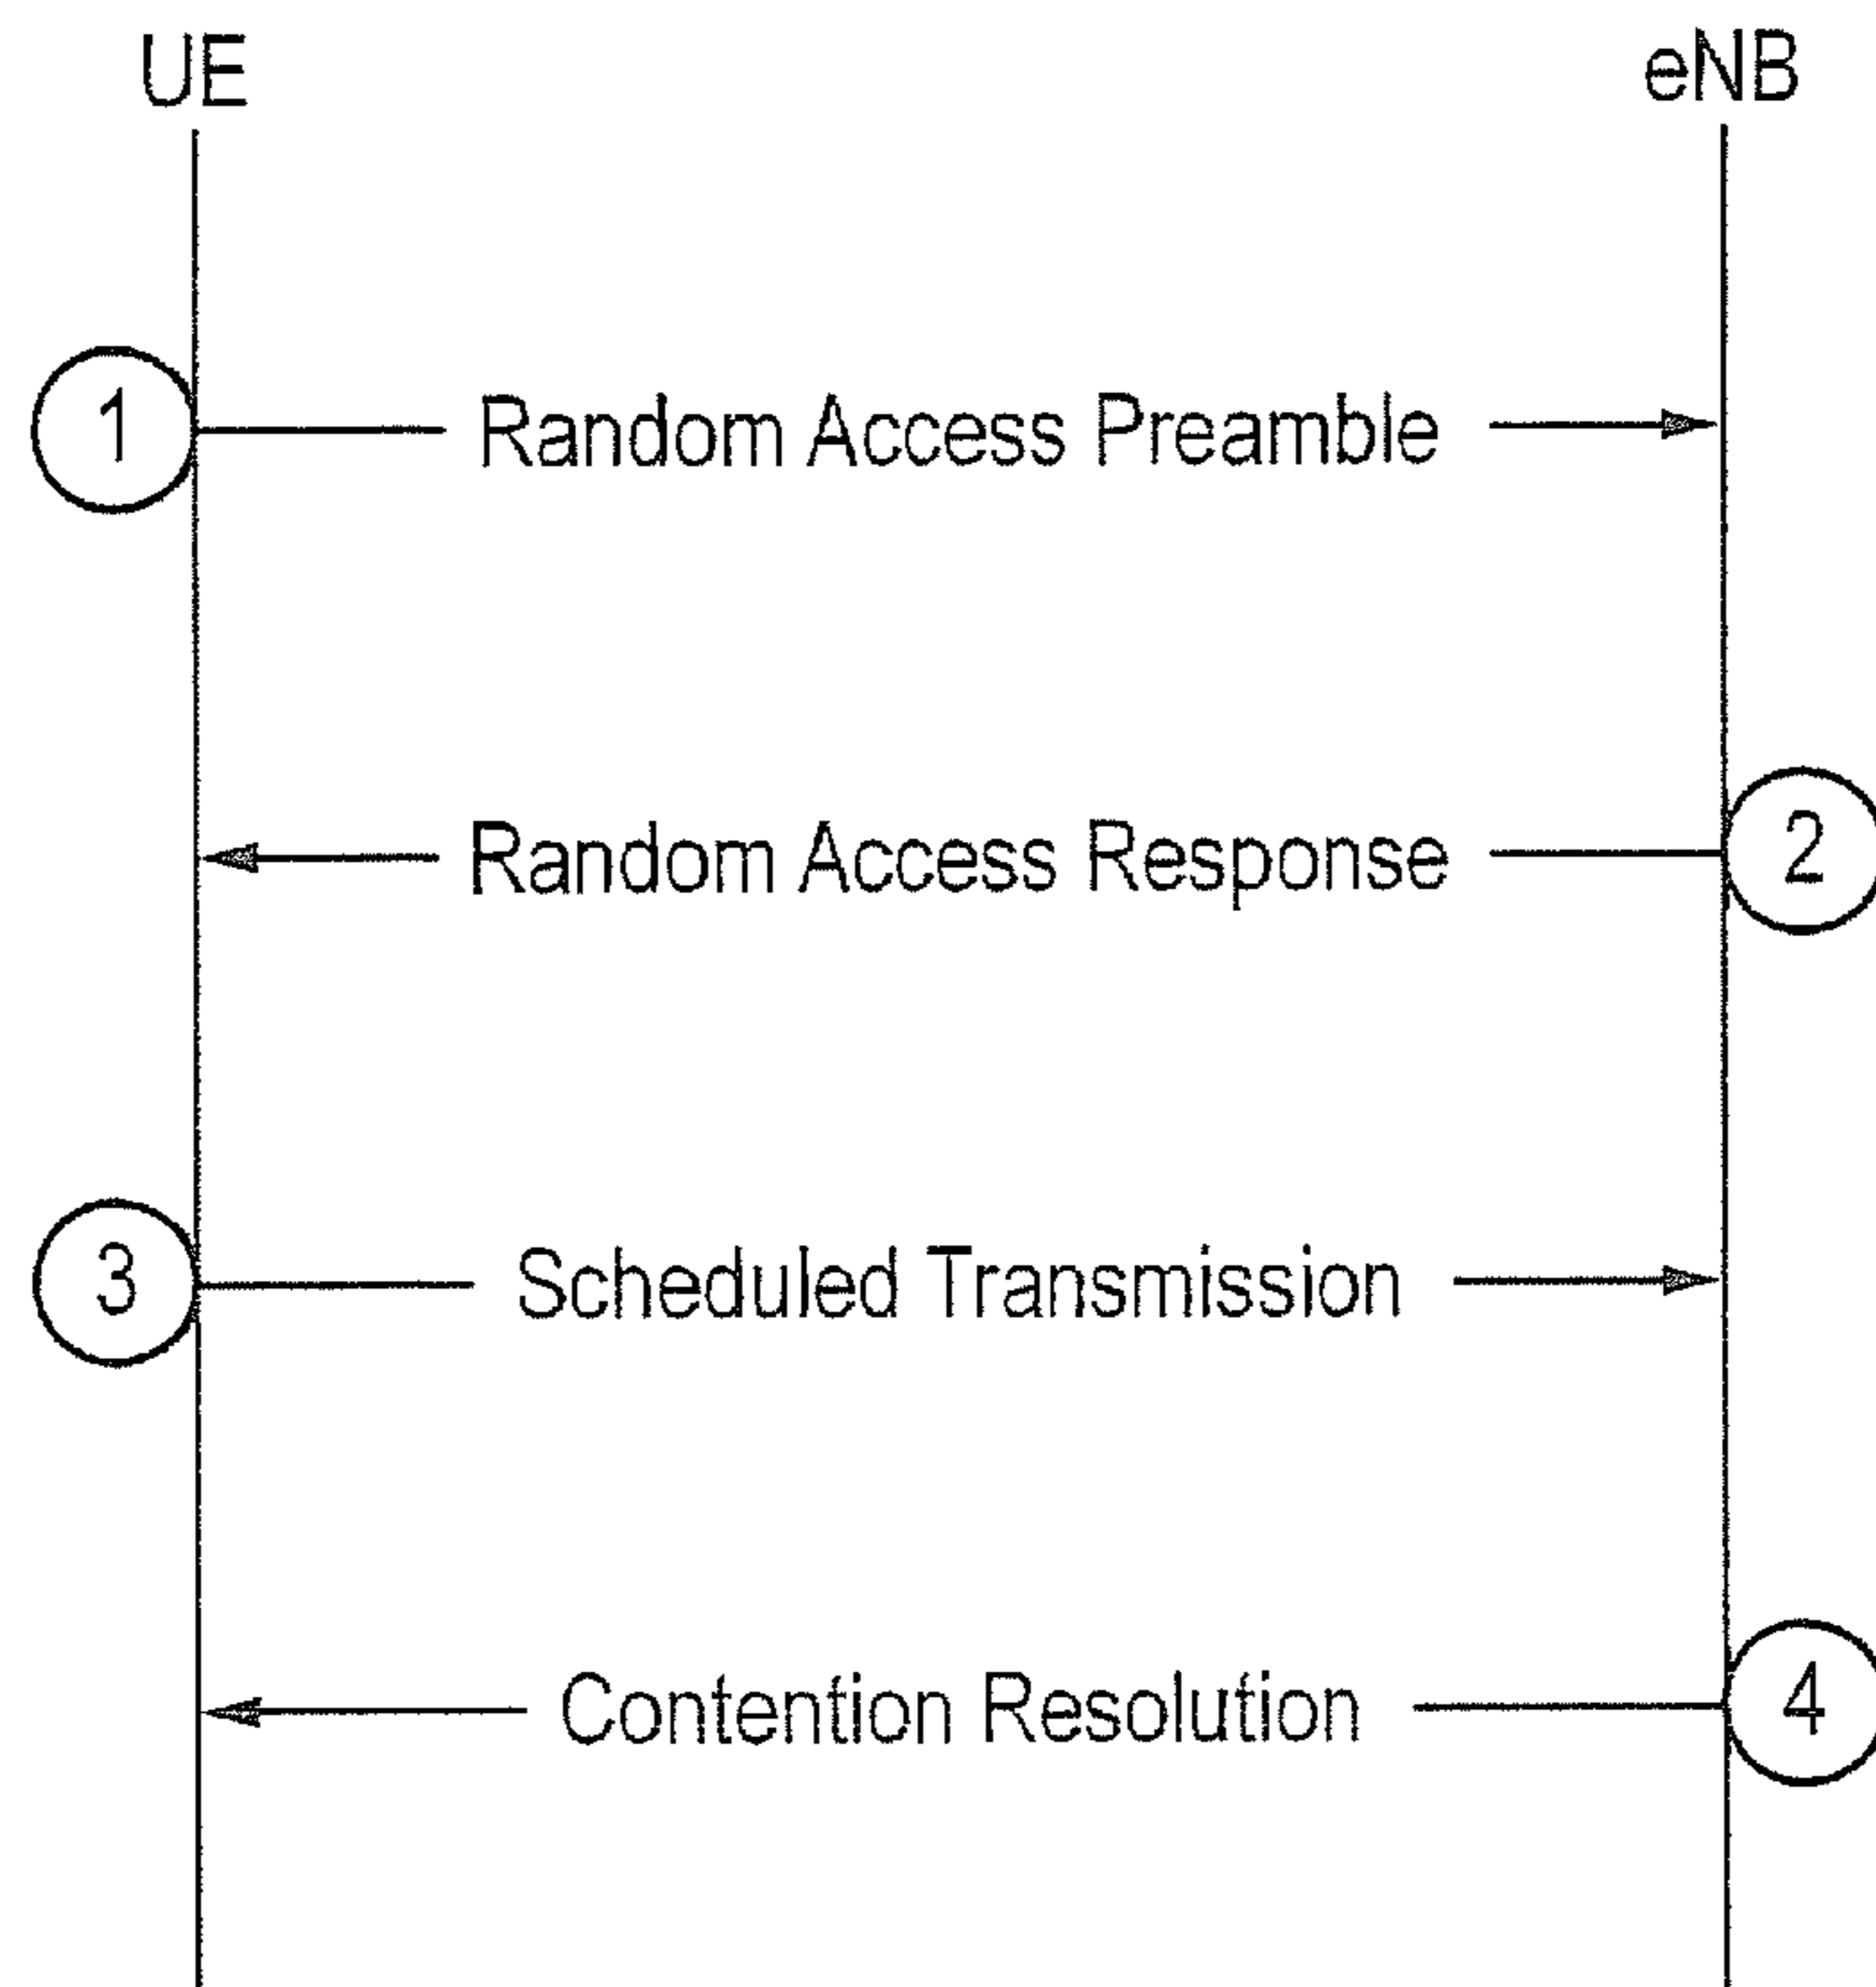 UE eNB
1 Random Access Preamble
Random Access Response 2
3 Scheduled Transmission
Contention Resolution 4